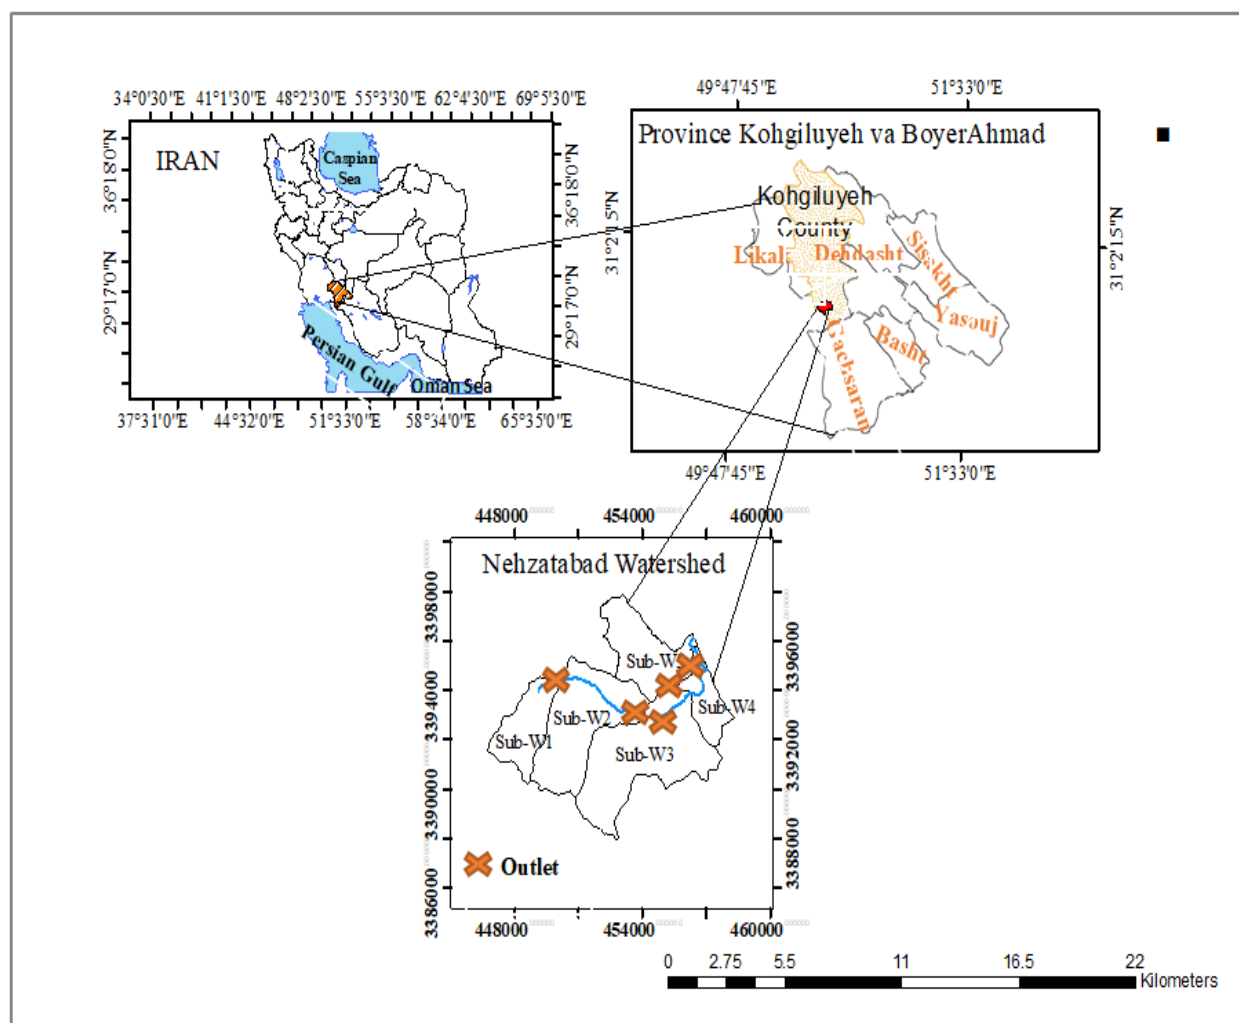 34°0'30"E 41°1'30"E 48°2'30"E 55°3'30"E 62°4'30"E 69°5'30"E
IRAN
Caspian
Sea
Persian Gulf
Oman Sea
36°18'0"N
29°17'0"N
36°18'0"N
29°17'0"N
37°31'0"E 44°32'0"E 51°33'0"E 58°34'0"E 65°35'0"E
49°47'45"E 51°33'0"E
Province Kohgiluyeh va BoyerAhmad
Kohgiluyeh
County
Likala Dehdasht
Sisakht
Yasouj
Basht
Gachsaran
31°2'15"N
31°2'15"N
49°47'45"E 51°33'0"E
448000 454000 460000
Nehzatabad Watershed
Sub-W5
Sub-W4
Sub-W2
Sub-W1
Sub-W3
Outlet
3398000
3394000
3390000
3386000
3396000
3392000
3388000
448000 454000 460000
0 2.75 5.5 11 16.5 22
Kilometers